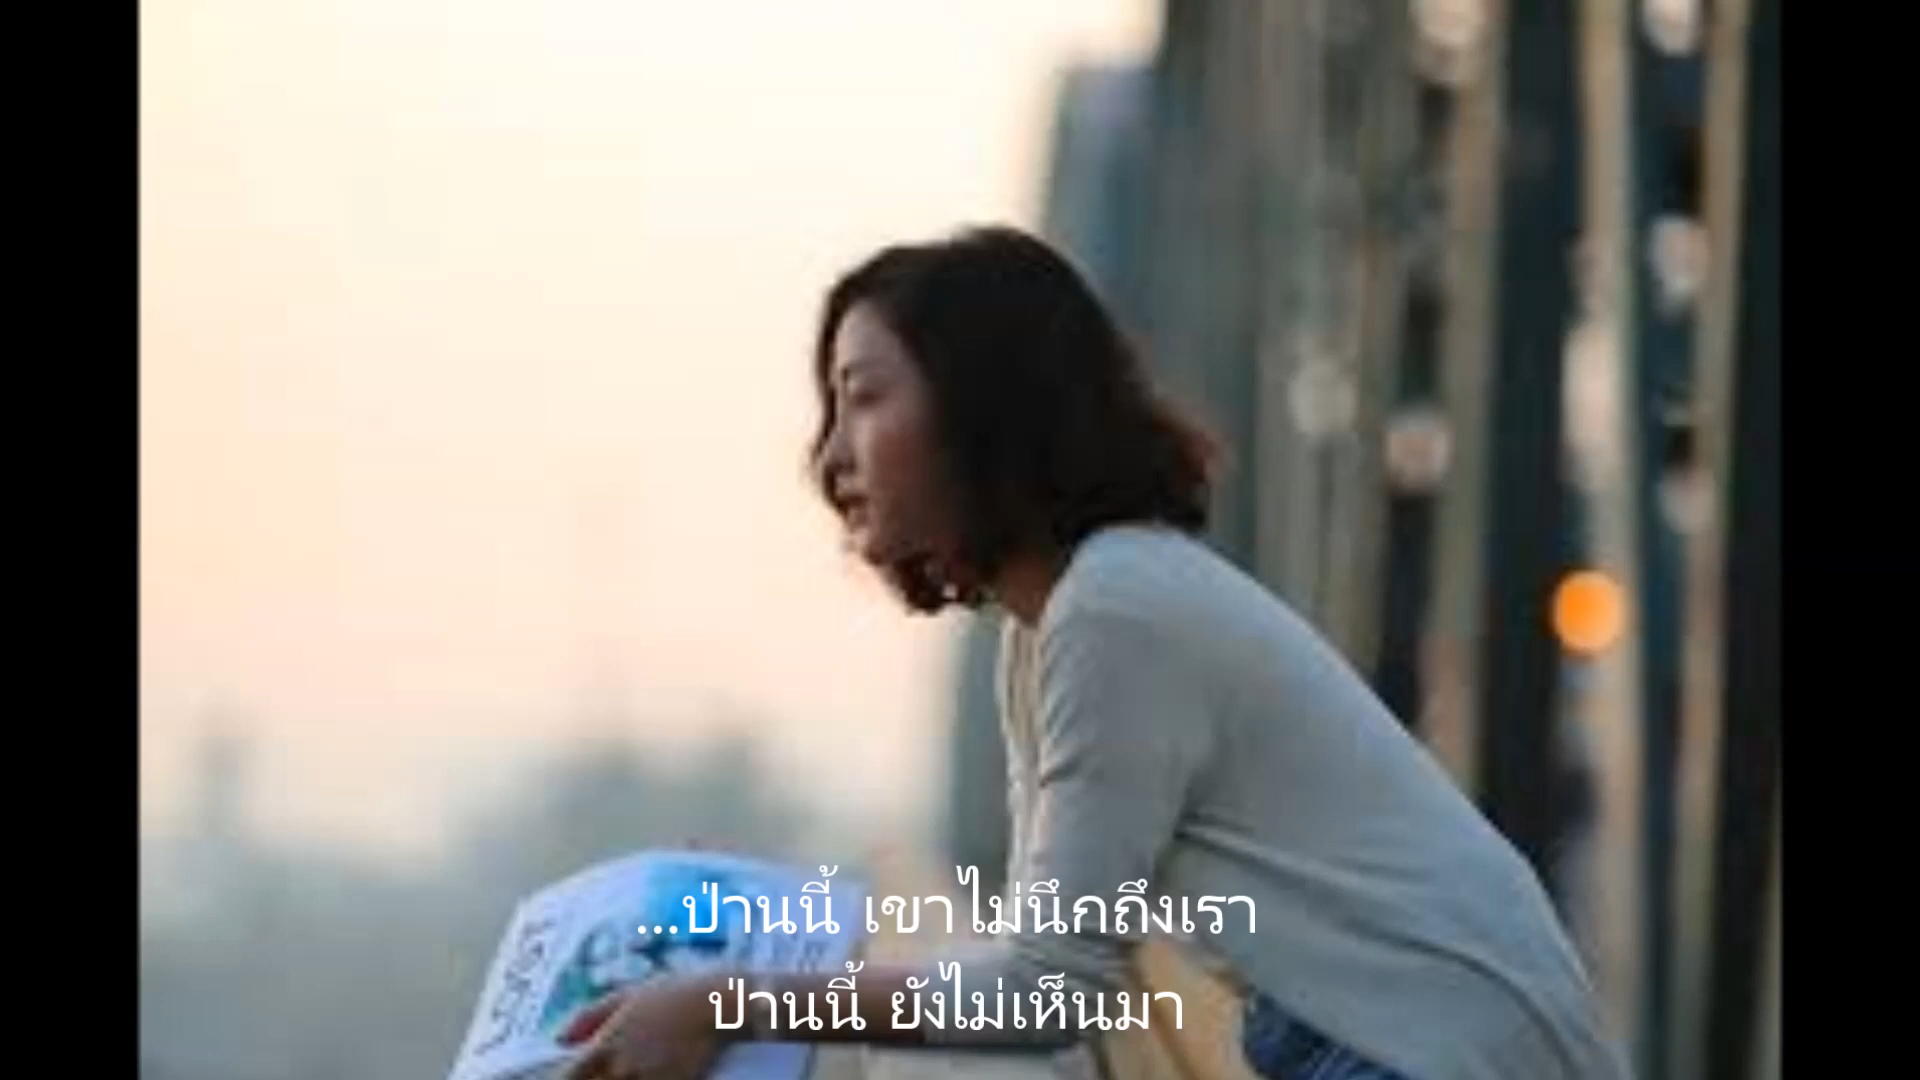 ...ป่านนี้ เขาไม่นึกถึงเรา
ป่านนี้ ยังไม่เห็นมา